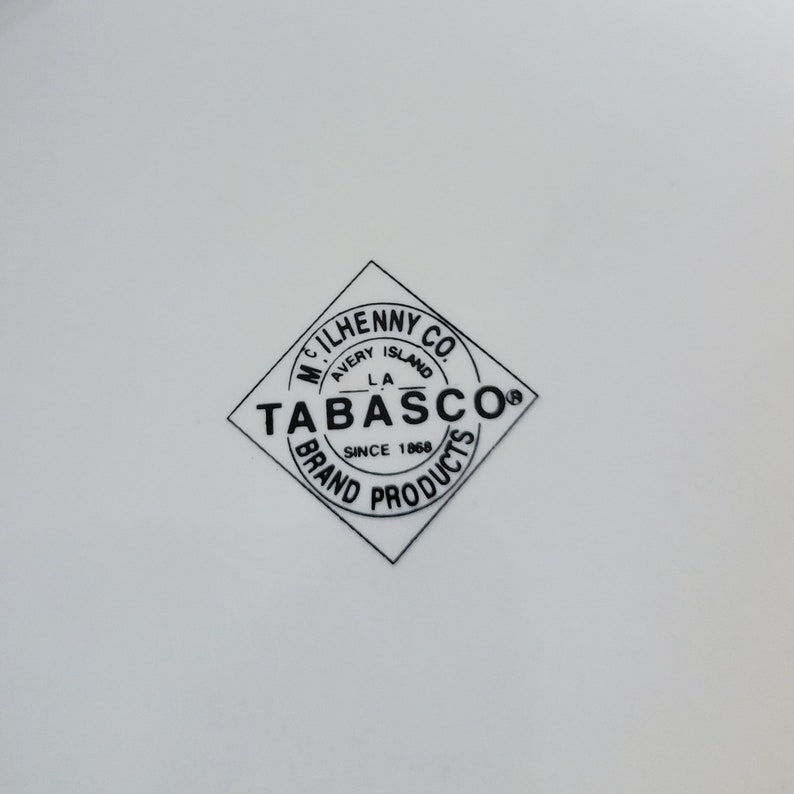 McILHENNY CO.
AVERY ISLAND
LA
TABASCO®
SINCE 1868
BRAND PRODUCTS